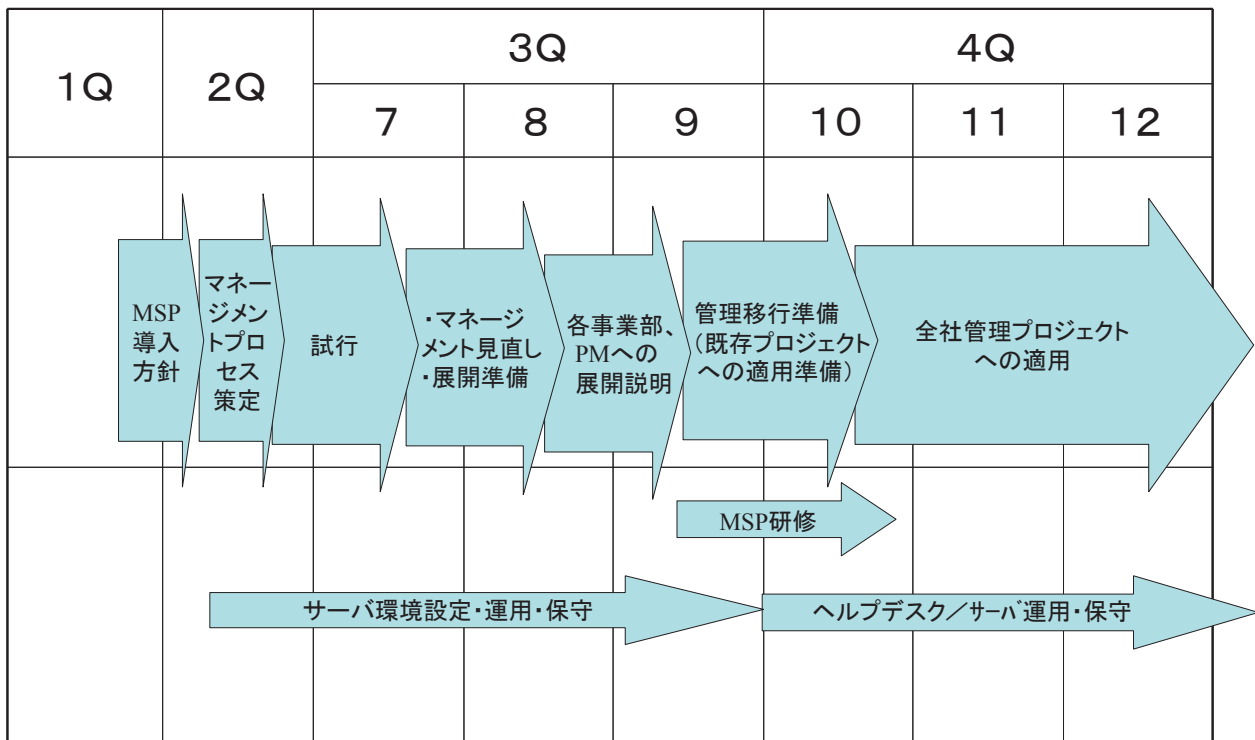 1Q
2Q
3Q
4Q
7
8
9
10
11
12
MSP
導入
方針
マネー
ジメン
トプロ
セス
策定
試行
・マネージ
メント見直し
・展開準備
各事業部、
PMへの
展開説明
管理移行準備
（既存プロジェクト
への適用準備）
全社管理プロジェクト
への適用
MSP研修
サーバ環境設定・運用・保守
ヘルプデスク／ｻｰﾊﾞ運用・保守